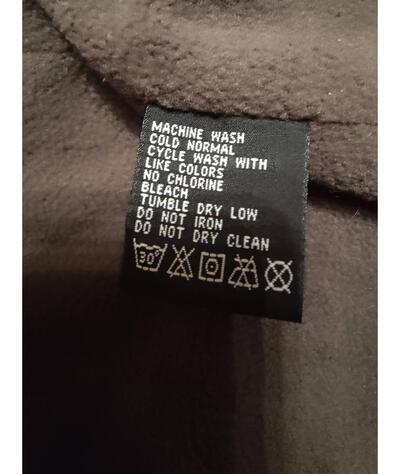 MACHINE WASH
COLD NORMAL
CYCLE WASH WITH
LIKE COLORS
NO CHLORINE
BLEACH
TUMBLE DRY LOW
DO NOT IRON
DO NOT DRY CLEAN
30°